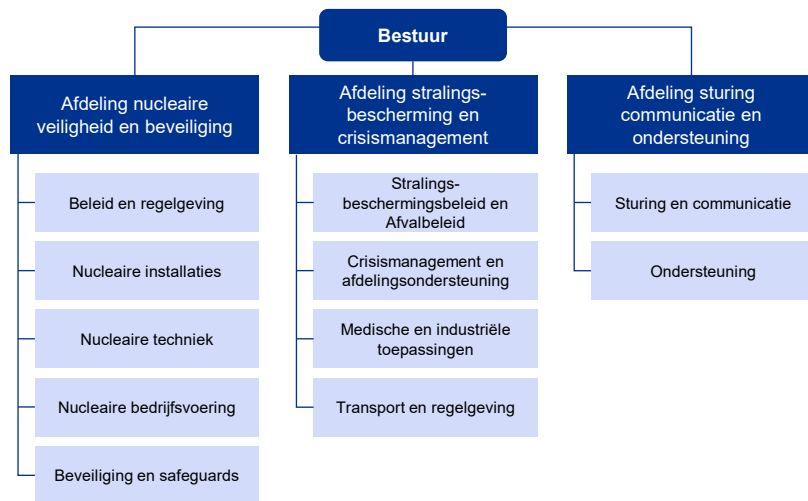 Bestuur
Afdeling nucleaire
veiligheid en beveiliging
Beleid en regelgeving
Nucleaire installaties
Nucleaire techniek
Nucleaire bedrijfsvoering
Beveiliging en safeguards
Afdeling stralings-
bescherming en
crisismanagement
Stralings-
beschermingsbeleid en
Afvalbeleid
Crisismanagement en
afdelingsondersteuning
Medische en industriële
toepassingen
Transport en regelgeving
Afdeling sturing
communicatie en
ondersteuning
Sturing en communicatie
Ondersteuning